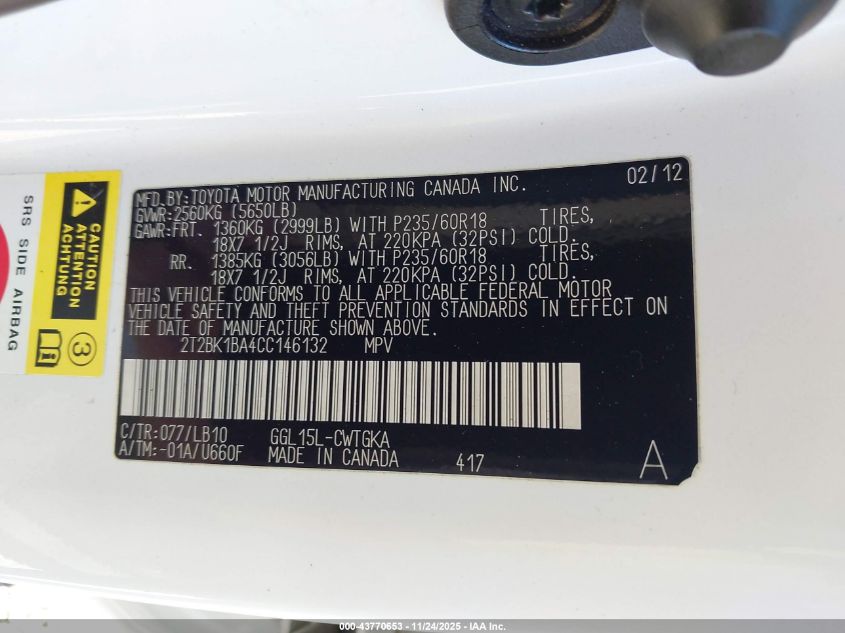 MFD. BY: TOYOTA MOTOR MANUFACTURING CANADA INC. 02/12
GVWR: 2560KG (5650LB)
GAWR: FRT. 1360KG (2999LB) WITH P235/60R18 TIRES,
18X7 1/2J RIMS, AT 220KPA (32PSI) COLD.
RR. 1385KG (3056LB) WITH P235/60R18 TIRES,
18X7 1/2J RIMS, AT 220KPA (32PSI) COLD.
THIS VEHICLE CONFORMS TO ALL APPLICABLE FEDERAL MOTOR
VEHICLE SAFETY AND THEFT PREVENTION STANDARDS IN EFFECT ON
THE DATE OF MANUFACTURE SHOWN ABOVE.
2T2BK1BA4CC146132 MPV
C/TR: 077/LB10 GGL15L-CWTGKA
A/TM: -01A/U660F MADE IN CANADA 417 A
CAUTION
ATTENTION
ACHTUNG
3
SRS SIDE AIRBAG
000-43770653 - 11/24/2025 - IAA Inc.